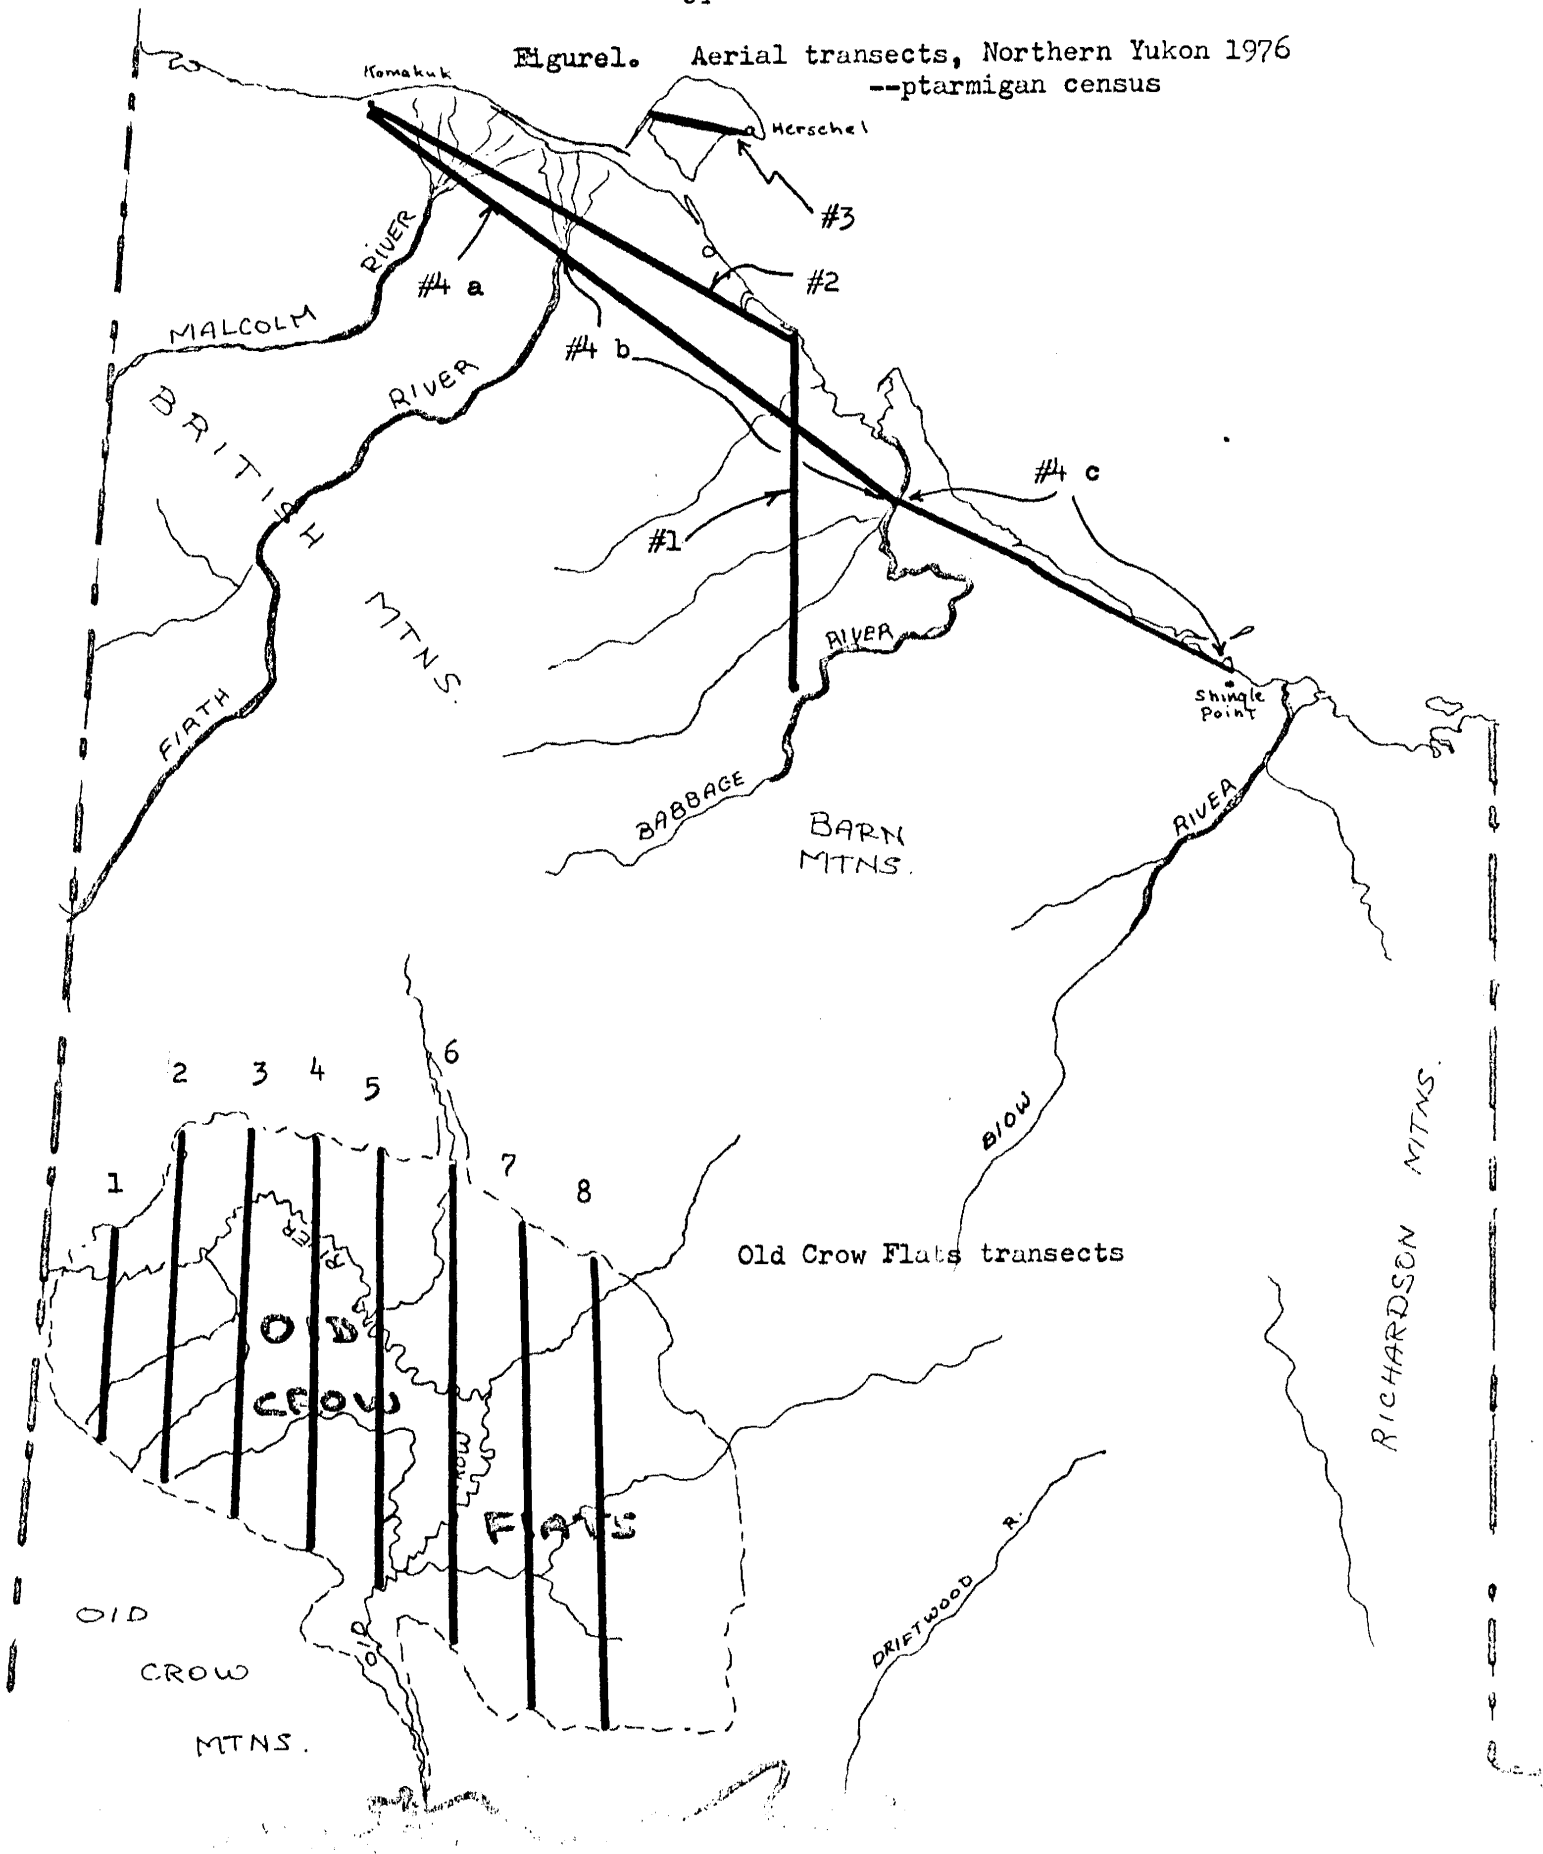 Figure1. Aerial transects, Northern Yukon 1976
--ptarmigan census
Komakuk
Herschel
#3
RIVER
#4 a
#2
MALCOLM
#4 b
RIVER
BRITISH
#4 c
#1
MTNS.
RIVER
FIRTH
Shingle
Point
BABBAGE
RIVER
BARN
MTNS.
6
2
3
4
5
BLOW
RICHARDSON MTNS.
1
7
8
Old Crow Flats transects
OLD
CROW
FLATS
OLD
CROW
MTNS.
OLD
CROW
RIVER
DRIFTWOOD R.